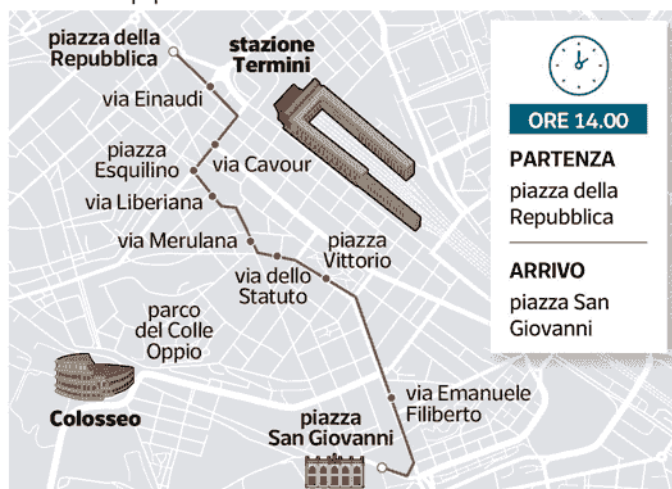 piazza della
Repubblica
stazione
Termini
via Einaudi
piazza
Esquilino
via Cavour
via Liberiana
via Merulana
piazza
Vittorio
via dello
Statuto
parco
del Colle
Oppio
Colosseo
via Emanuele
Filiberto
piazza
San Giovanni
ORE 14.00
PARTENZA
piazza della
Repubblica
ARRIVO
piazza San
Giovanni